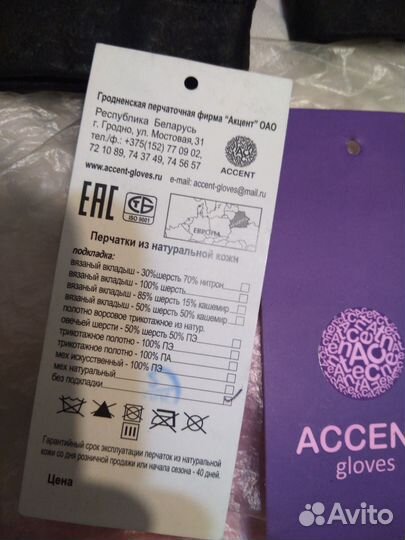 Гродненская перчаточная фирма "Акцент" ОАО
Республика Беларусь
г. Гродно, ул. Мостовая,31
тел./ф.: +375(152) 77 09 02,
72 10 89, 74 37 49, 74 56 57
ACCENT
www.accent-gloves.ru
e-mail: accent-gloves@mail.ru
EAC
СТБ
ISO 9001
ЕВРОПА
Перчатки из натуральной кожи
подкладка:
вязаный вкладыш - 30%шерсть 70% нитрон
вязаный вкладыш - 100% шерсть
вязаный вкладыш - 85% шерсть 15% кашемир
вязаный вкладыш - 50% шерсть 50% кашемир
полотно ворсовое трикотажное из натур.
овечьей шерсти - 50% шерсть 50% ПЭ
трикотажное полотно - 100% ПЭ
трикотажное полотно - 100% ПА
мех искусственный - 100% ПЭ
мех натуральный
без подкладки
Гарантийный срок эксплуатации перчаток из натуральной
кожи со дня розничной продажи или начала сезона - 40 дней.
Цена
ACCENT
gloves
Avito